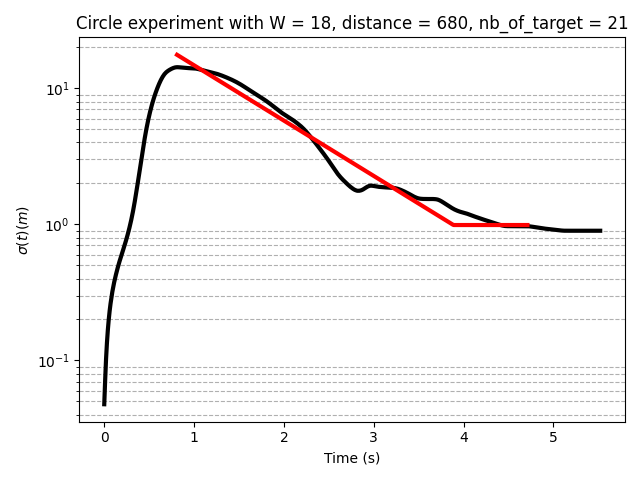 Circle experiment with W = 18, distance = 680, nb_of_target = 21
σ(t)(m)
10¹
10⁰
10⁻¹
0 1 2 3 4 5
Time (s)